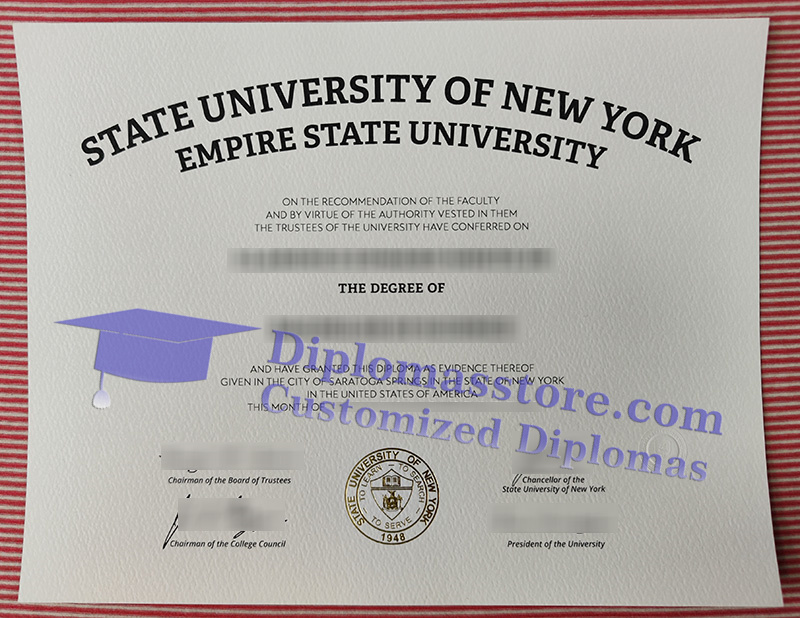 STATE UNIVERSITY OF NEW YORK
EMPIRE STATE UNIVERSITY
ON THE RECOMMENDATION OF THE FACULTY
AND BY VIRTUE OF THE AUTHORITY VESTED IN THEM
THE TRUSTEES OF THE UNIVERSITY HAVE CONFERRED ON
THE DEGREE OF
Diplomasstore.com
Customized Diplomas
AND HAVE GRANTED THIS DIPLOMA AS EVIDENCE THEREOF
GIVEN IN THE CITY OF SARATOGA SPRINGS IN THE STATE OF NEW YORK
IN THE UNITED STATES OF AMERICA
THIS MONTH OF
Chairman of the Board of Trustees
Chancellor of the
State University of New York
STATE UNIVERSITY OF NEW YORK
TO LEARN – TO SEARCH
TO SERVE
1948
Chairman of the College Council
President of the University